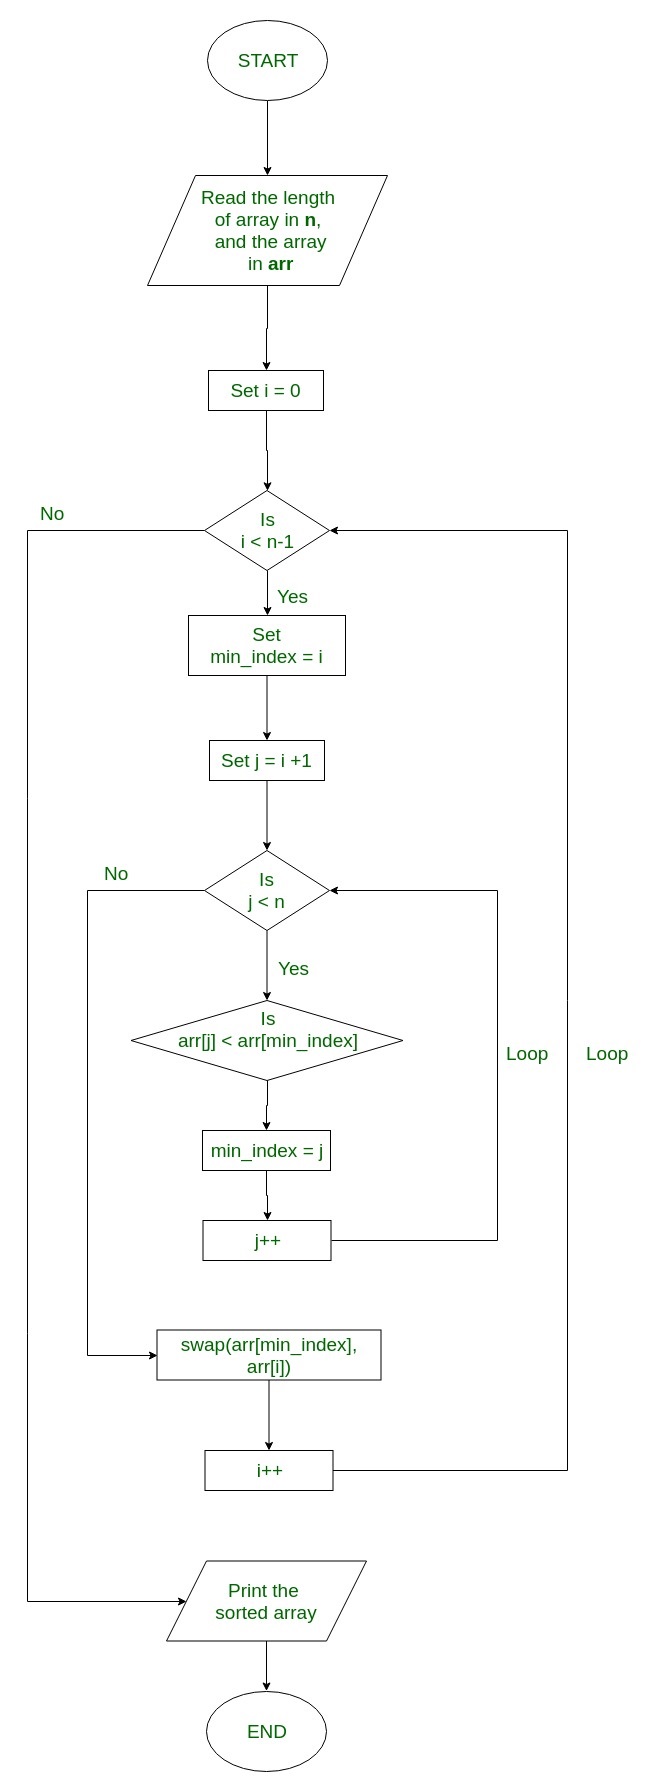 START
Read the length
of array in n,
and the array
in arr
Set i = 0
No
Is
i < n-1
Yes
Set
min_index = i
Set j = i +1
No
Is
j < n
Yes
Is
arr[j] < arr[min_index]
Loop
Loop
min_index = j
j++
swap(arr[min_index],
arr[i])
i++
Print the
sorted array
END